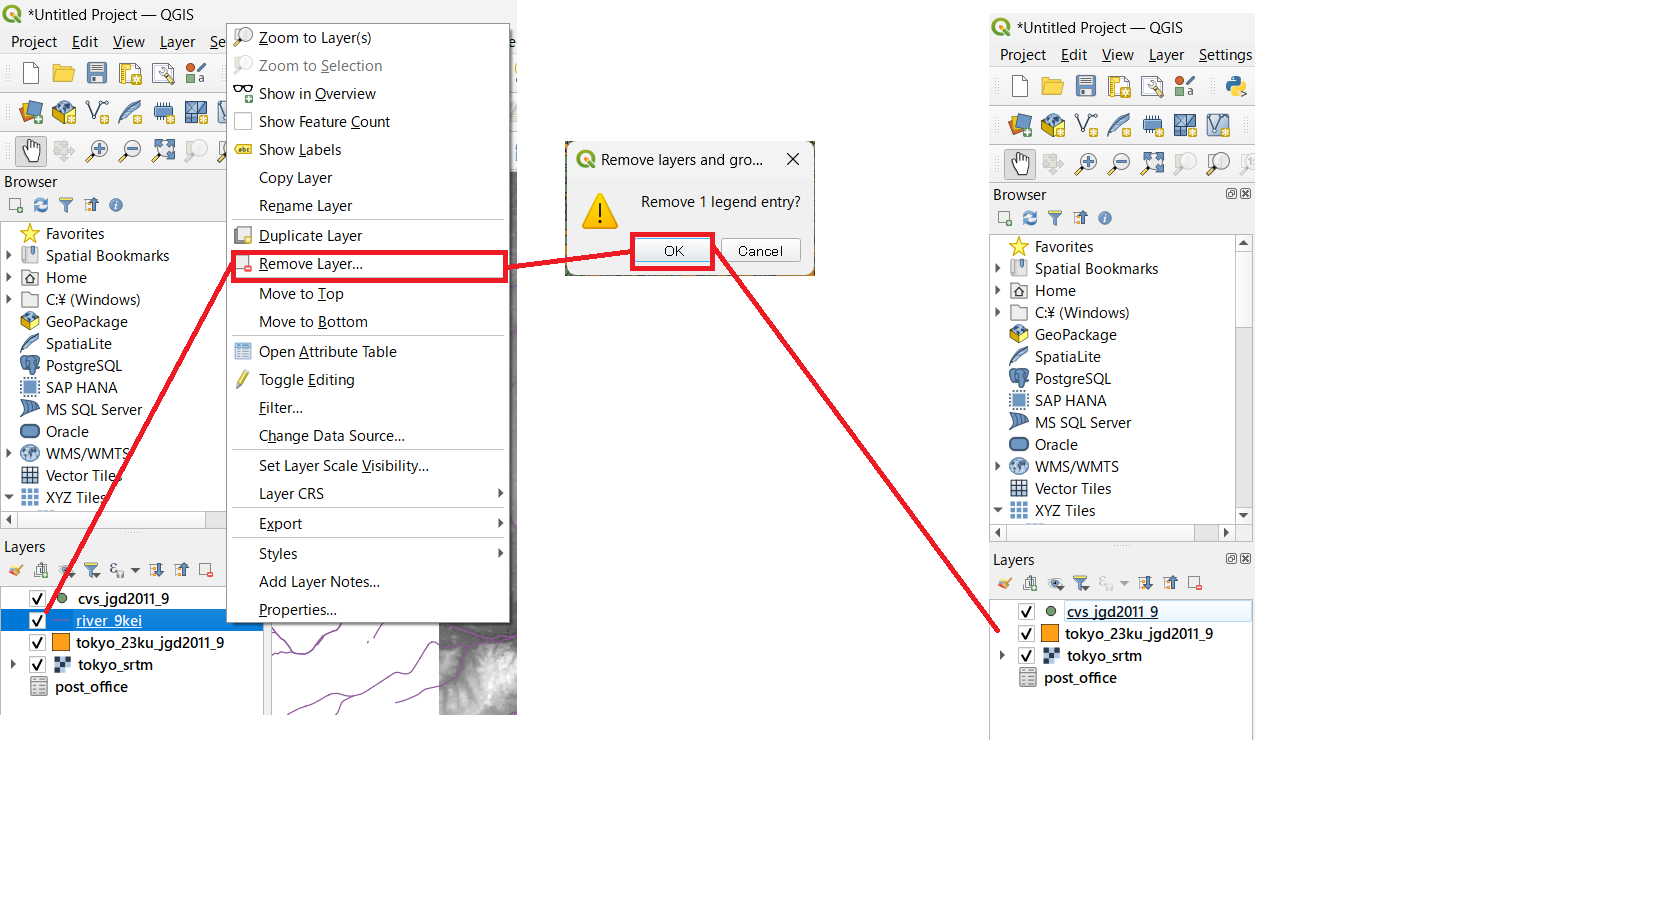 *Untitled Project — QGIS
Project Edit View Layer Se
Browser
Favorites
Spatial Bookmarks
Home
C:¥ (Windows)
GeoPackage
SpatiaLite
PostgreSQL
SAP HANA
MS SQL Server
Oracle
WMS/WMTS
Vector Tiles
XYZ Tiles
Layers
cvs_jgd2011_9
river_9kei
tokyo_23ku_jgd2011_9
tokyo_srtm
post_office
Zoom to Layer(s)
Zoom to Selection
Show in Overview
Show Feature Count
abc Show Labels
Copy Layer
Rename Layer
Duplicate Layer
Remove Layer...
Move to Top
Move to Bottom
Open Attribute Table
Toggle Editing
Filter...
Change Data Source...
Set Layer Scale Visibility...
Layer CRS
Export
Styles
Add Layer Notes...
Properties...
Remove layers and gro...
Remove 1 legend entry?
OK Cancel
*Untitled Project — QGIS
Project Edit View Layer Settings
Browser
Favorites
Spatial Bookmarks
Home
C:¥ (Windows)
GeoPackage
SpatiaLite
PostgreSQL
SAP HANA
MS SQL Server
Oracle
WMS/WMTS
Vector Tiles
XYZ Tiles
Layers
cvs_jgd2011_9
tokyo_23ku_jgd2011_9
tokyo_srtm
post_office